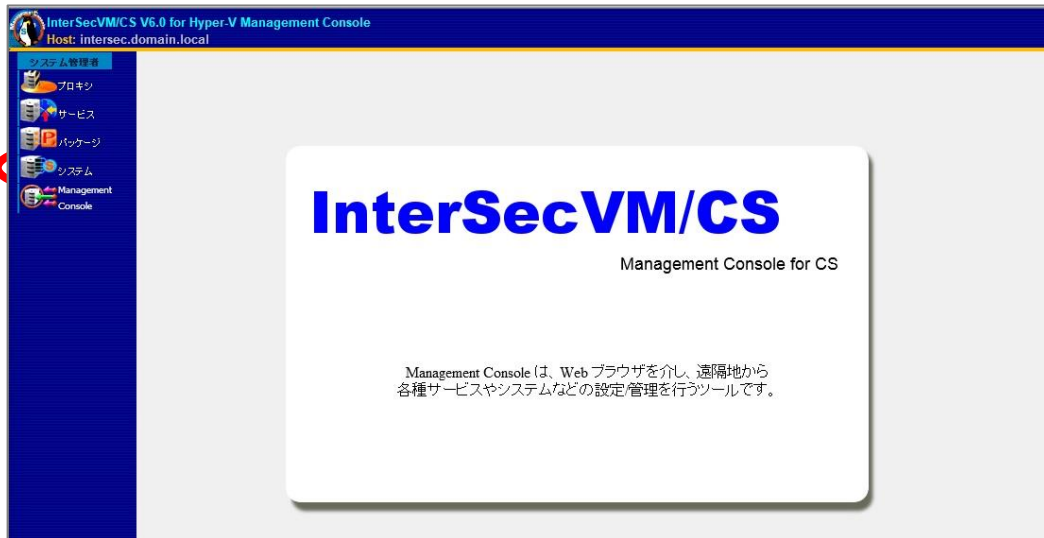 InterSecVM/CS V6.0 for Hyper-V Management Console
Host: intersec.domain.local
システム管理者
プロキシ
サービス
パッケージ
システム
Management
Console
InterSecVM/CS
Management Console for CS
Management Console は、Web ブラウザを介し、遠隔地から
各種サービスやシステムなどの設定/管理を行うツールです。